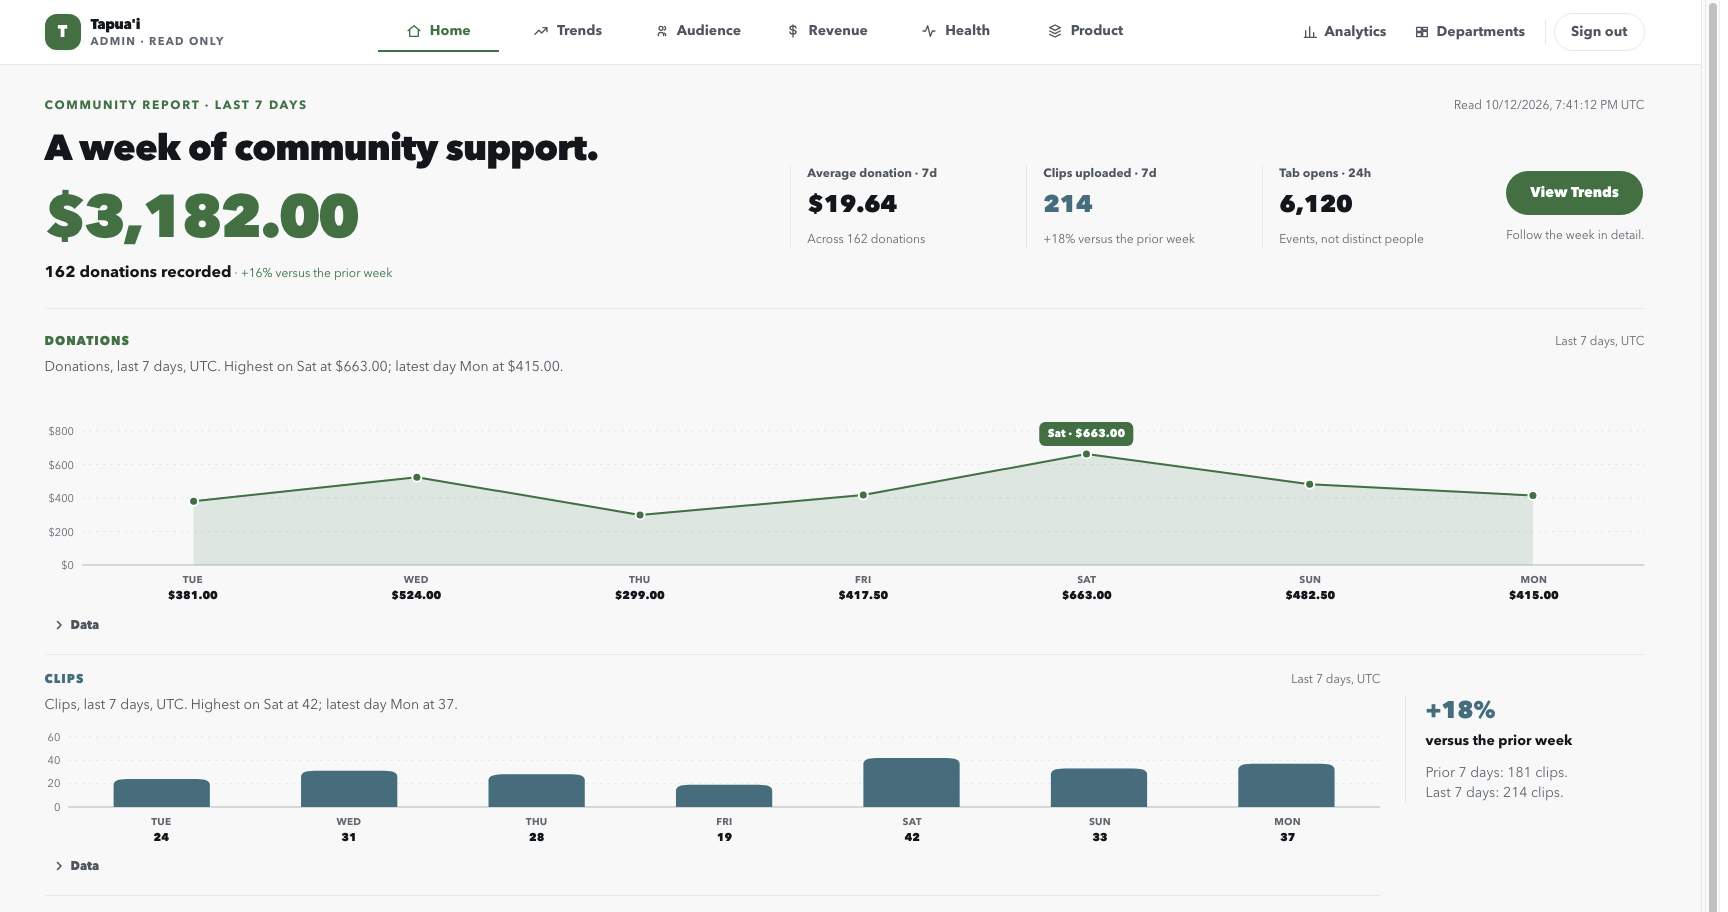 T
Tapua'i
ADMIN · READ ONLY
Home
Trends
Audience
Revenue
Health
Product
Analytics
Departments
Sign out
COMMUNITY REPORT · LAST 7 DAYS
Read 10/12/2026, 7:41:12 PM UTC
A week of community support.
$3,182.00
162 donations recorded · +16% versus the prior week
Average donation · 7d
$19.64
Across 162 donations
Clips uploaded · 7d
214
+18% versus the prior week
Tab opens · 24h
6,120
Events, not distinct people
View Trends
Follow the week in detail.
DONATIONS
Last 7 days, UTC
Donations, last 7 days, UTC. Highest on Sat at $663.00; latest day Mon at $415.00.
$800
$600
$400
$200
$0
Sat · $663.00
TUE WED THU FRI SAT SUN MON
$381.00 $524.00 $299.00 $417.50 $663.00 $482.50 $415.00
Data
CLIPS
Last 7 days, UTC
Clips, last 7 days, UTC. Highest on Sat at 42; latest day Mon at 37.
60
40
20
0
TUE WED THU FRI SAT SUN MON
24 31 28 19 42 33 37
Data
+18%
versus the prior week
Prior 7 days: 181 clips.
Last 7 days: 214 clips.